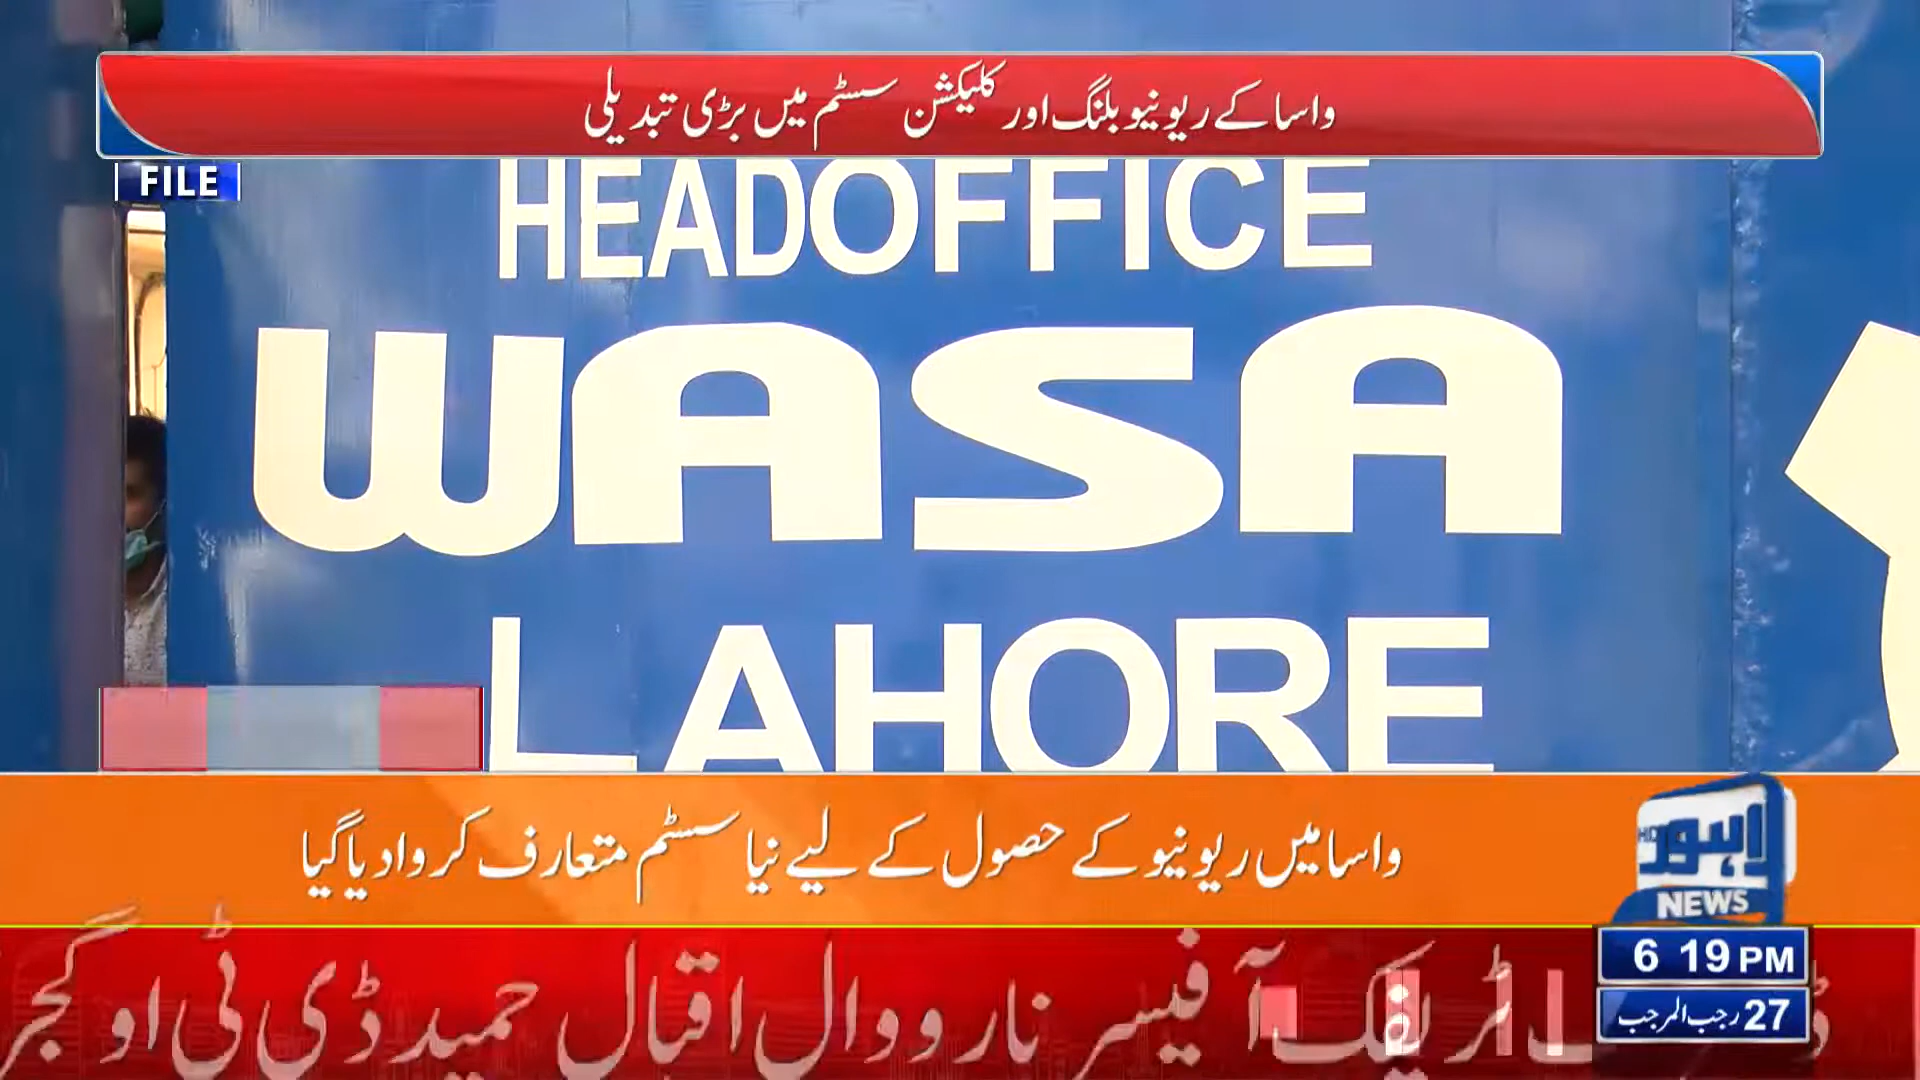 واسا کے ریونیو بلنگ اور کلیکشن سسٹم میں بڑی تبدیلی
FILE
HEADOFFICE
WASA
LAHORE
واسا میں ریونیو کے حصول کے لیے نیا سسٹم متعارف کروا دیا گیا
HD
لاہور
NEWS
6 19 PM
ٹریفک آفیسر نارووال اقبال حمید ڈی ٹی او
27 رجب المرجب